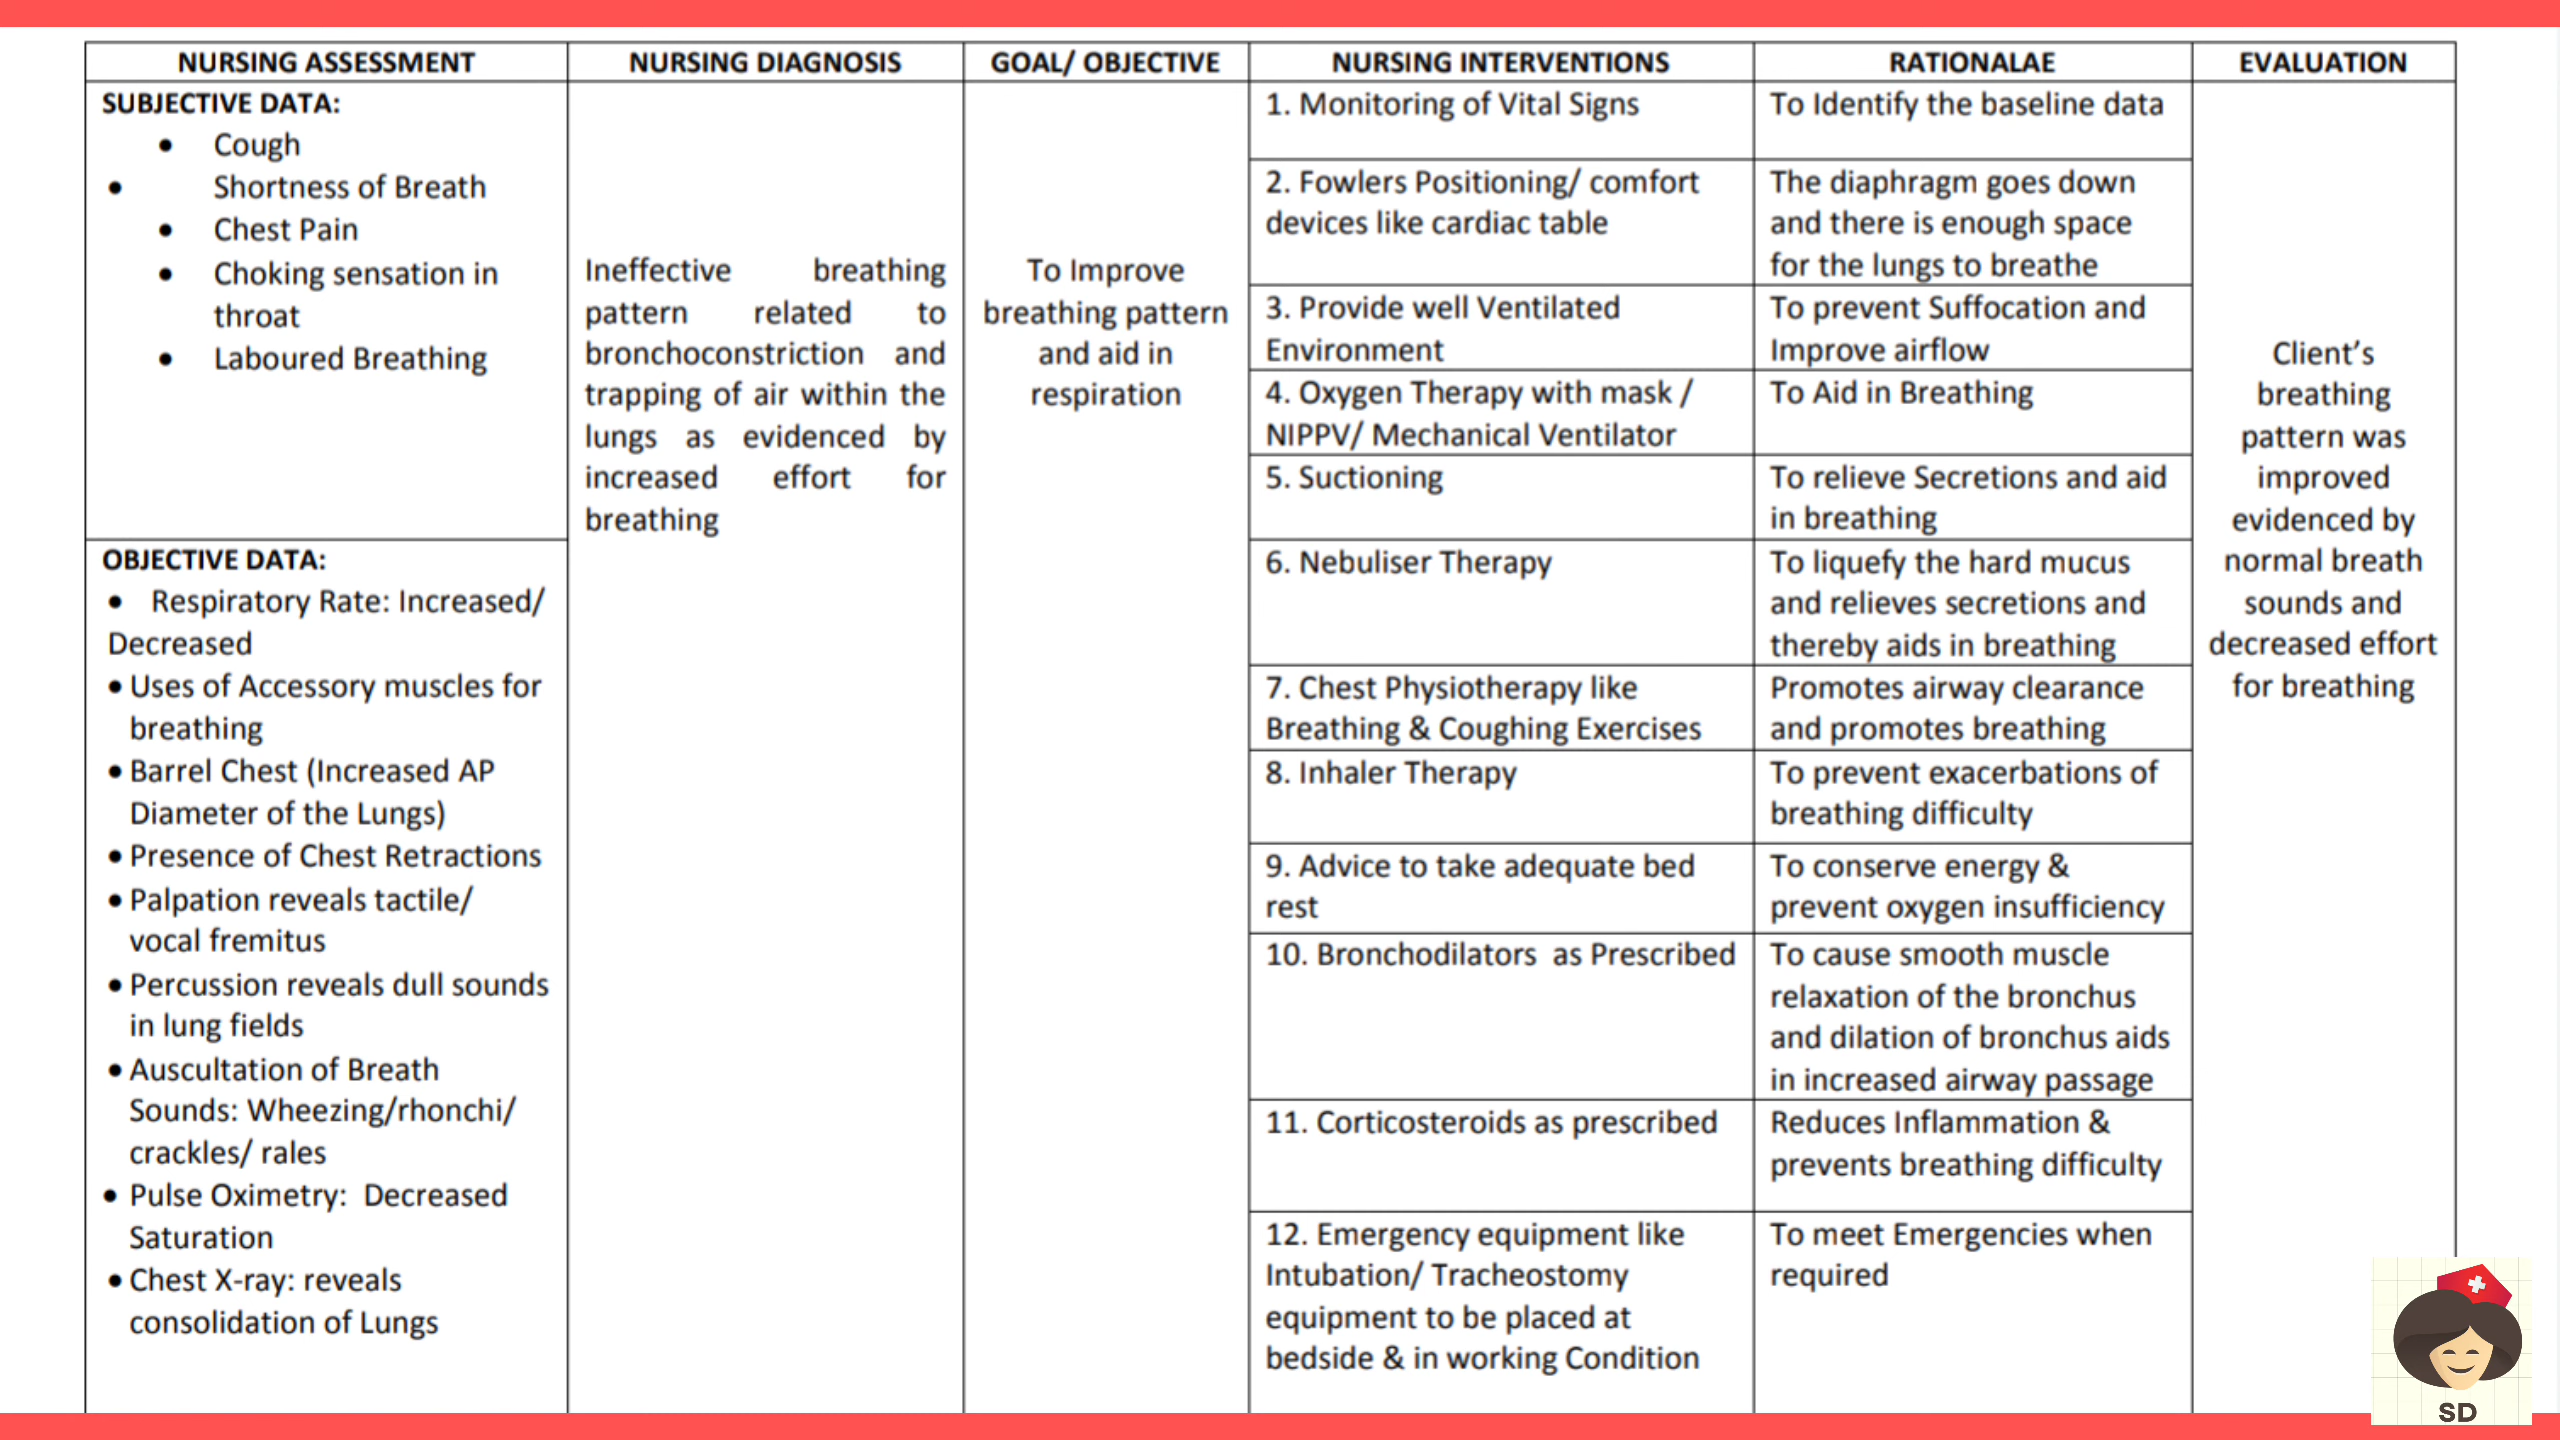 NURSING ASSESSMENT
NURSING DIAGNOSIS
GOAL/ OBJECTIVE
NURSING INTERVENTIONS
RATIONALAE
EVALUATION
SUBJECTIVE DATA:
• Cough
• Shortness of Breath
• Chest Pain
• Choking sensation in
throat
• Laboured Breathing
OBJECTIVE DATA:
• Respiratory Rate: Increased/
Decreased
• Uses of Accessory muscles for
breathing
• Barrel Chest (Increased AP
Diameter of the Lungs)
• Presence of Chest Retractions
• Palpation reveals tactile/
vocal fremitus
• Percussion reveals dull sounds
in lung fields
• Auscultation of Breath
Sounds: Wheezing/rhonchi/
crackles/ rales
• Pulse Oximetry: Decreased
Saturation
• Chest X-ray: reveals
consolidation of Lungs
Ineffective breathing
pattern related to
bronchoconstriction and
trapping of air within the
lungs as evidenced by
increased effort for
breathing
To Improve
breathing pattern
and aid in
respiration
1. Monitoring of Vital Signs
To Identify the baseline data
2. Fowlers Positioning/ comfort
devices like cardiac table
The diaphragm goes down
and there is enough space
for the lungs to breathe
3. Provide well Ventilated
Environment
To prevent Suffocation and
Improve airflow
4. Oxygen Therapy with mask /
NIPPV/ Mechanical Ventilator
To Aid in Breathing
5. Suctioning
To relieve Secretions and aid
in breathing
6. Nebuliser Therapy
To liquefy the hard mucus
and relieves secretions and
thereby aids in breathing
7. Chest Physiotherapy like
Breathing & Coughing Exercises
Promotes airway clearance
and promotes breathing
8. Inhaler Therapy
To prevent exacerbations of
breathing difficulty
9. Advice to take adequate bed
rest
To conserve energy &
prevent oxygen insufficiency
10. Bronchodilators as Prescribed
To cause smooth muscle
relaxation of the bronchus
and dilation of bronchus aids
in increased airway passage
11. Corticosteroids as prescribed
Reduces Inflammation &
prevents breathing difficulty
12. Emergency equipment like
Intubation/ Tracheostomy
equipment to be placed at
bedside & in working Condition
To meet Emergencies when
required
Client's
breathing
pattern was
improved
evidenced by
normal breath
sounds and
decreased effort
for breathing
SD